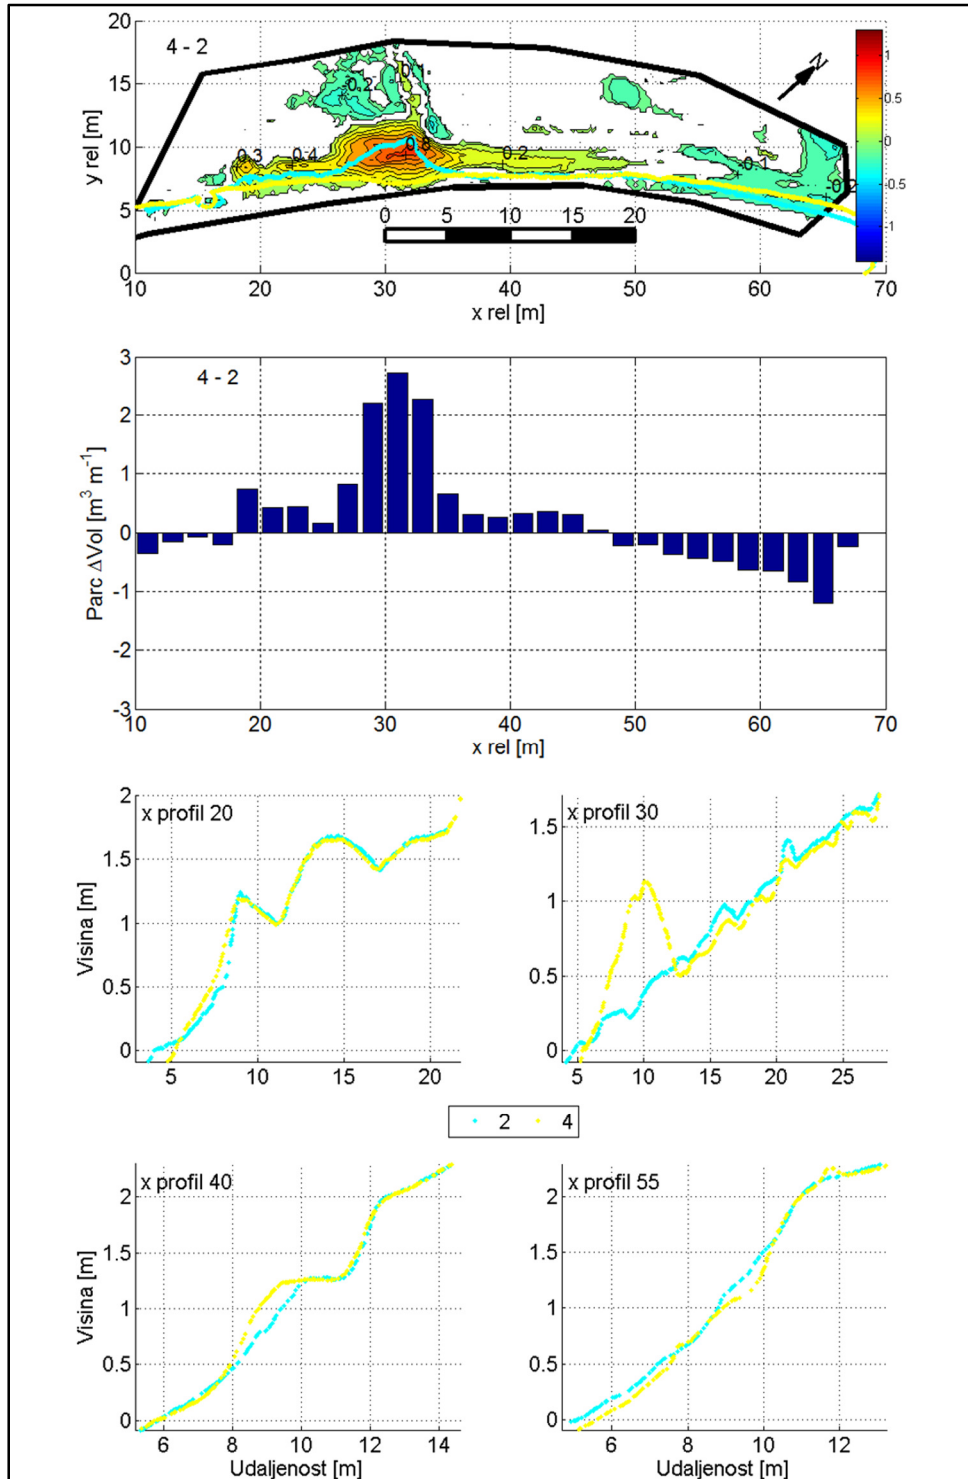 20
4 - 2
N
15
0.2
0.1
y rel [m]
10
0.3
0.4
0.8
0.2
0.1
0.2
5
0 5 10 15 20
0
10 20 30 40 50 60 70
x rel [m]
1
0.5
0
-0.5
-1
3
4 - 2
2
1
0
-1
-2
-3
Parc ΔVol [m³ m⁻¹]
10 20 30 40 50 60 70
x rel [m]
x profil 20
2
1.5
1
0.5
0
Visina [m]
5 10 15 20
x profil 30
1.5
1
0.5
0
5 10 15 20 25
2 4
x profil 40
2
1.5
1
0.5
0
Visina [m]
6 8 10 12 14
Udaljenost [m]
x profil 55
2
1.5
1
0.5
0
6 8 10 12
Udaljenost [m]